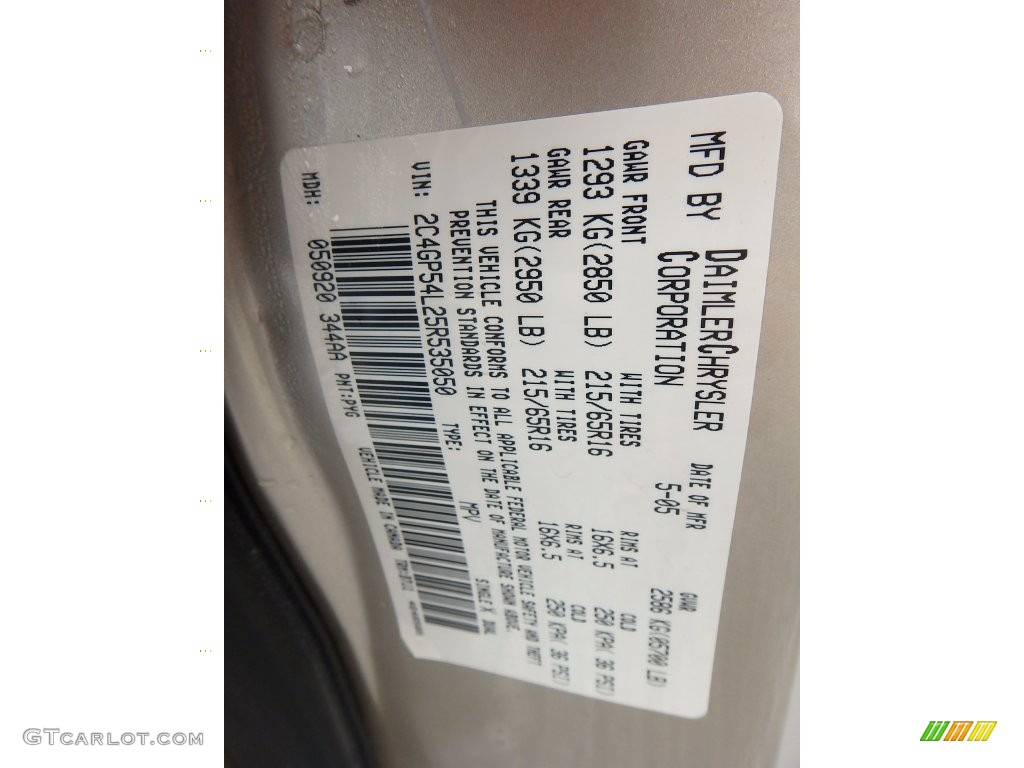 MFD BY DAIMLERCHRYSLER CORPORATION
DATE OF MFR 5-05
GVWR 2586 KG(05700 LB)
GAWR FRONT WITH TIRES RIMS AT COLD
1293 KG(2850 LB) 215/65R16 16X6.5 250 KPA( 36 PSI)
GAWR REAR WITH TIRES RIMS AT COLD
1339 KG(2950 LB) 215/65R16 16X6.5 250 KPA( 36 PSI)
THIS VEHICLE CONFORMS TO ALL APPLICABLE FEDERAL MOTOR VEHICLE SAFETY AND THEFT
PREVENTION STANDARDS IN EFFECT ON THE DATE OF MANUFACTURE SHOWN ABOVE.
VIN: 2C4GP54L25R535050 TYPE: MPV SINGLE X DUAL
MDH: 050920 344AA PNT:PYG VEHICLE MADE IN CANADA
GTCARLOT.COM